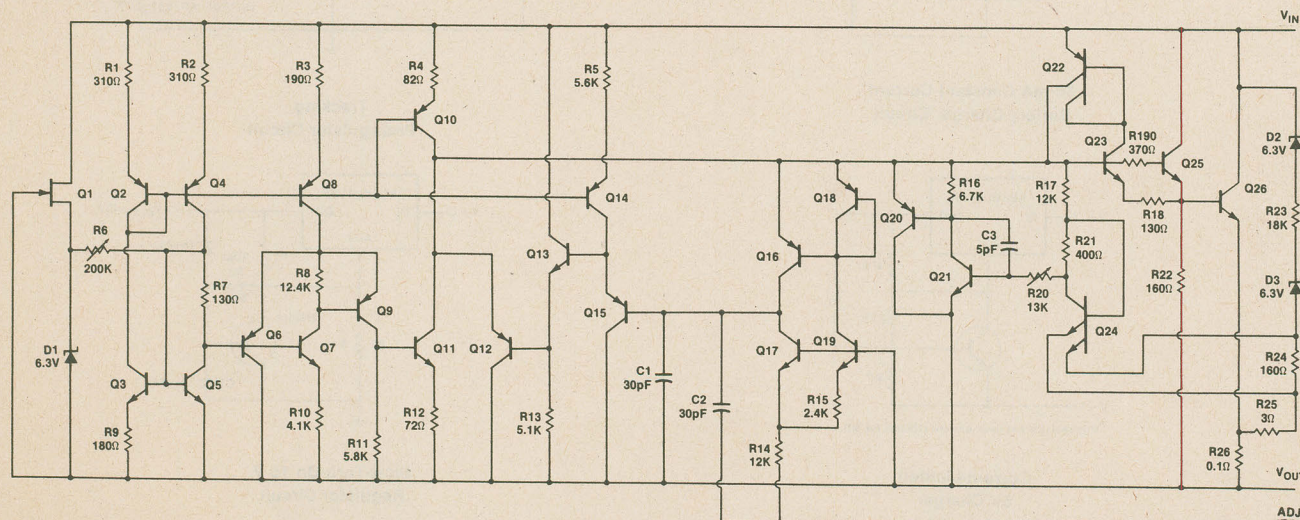 V_IN
R1
310Ω
R2
310Ω
R3
190Ω
R4
82Ω
R5
5.6K
Q22
Q10
Q23
R190
370Ω
Q25
D2
6.3V
Q1
Q2
Q4
Q8
Q14
Q18
Q20
R16
6.7K
R17
12K
R18
130Ω
Q26
R23
18K
R6
200K
Q13
Q16
C3
5pF
R21
400Ω
R7
130Ω
R8
12.4K
Q21
R20
13K
R22
160Ω
D3
6.3V
Q9
Q15
Q24
Q6
Q7
Q11
Q12
Q17
Q19
D1
6.3V
Q3
Q5
C1
30pF
C2
30pF
R24
160Ω
R9
180Ω
R10
4.1K
R11
5.8K
R12
72Ω
R13
5.1K
R15
2.4K
R14
12K
R25
3Ω
R26
0.1Ω
V_OUT
ADJ